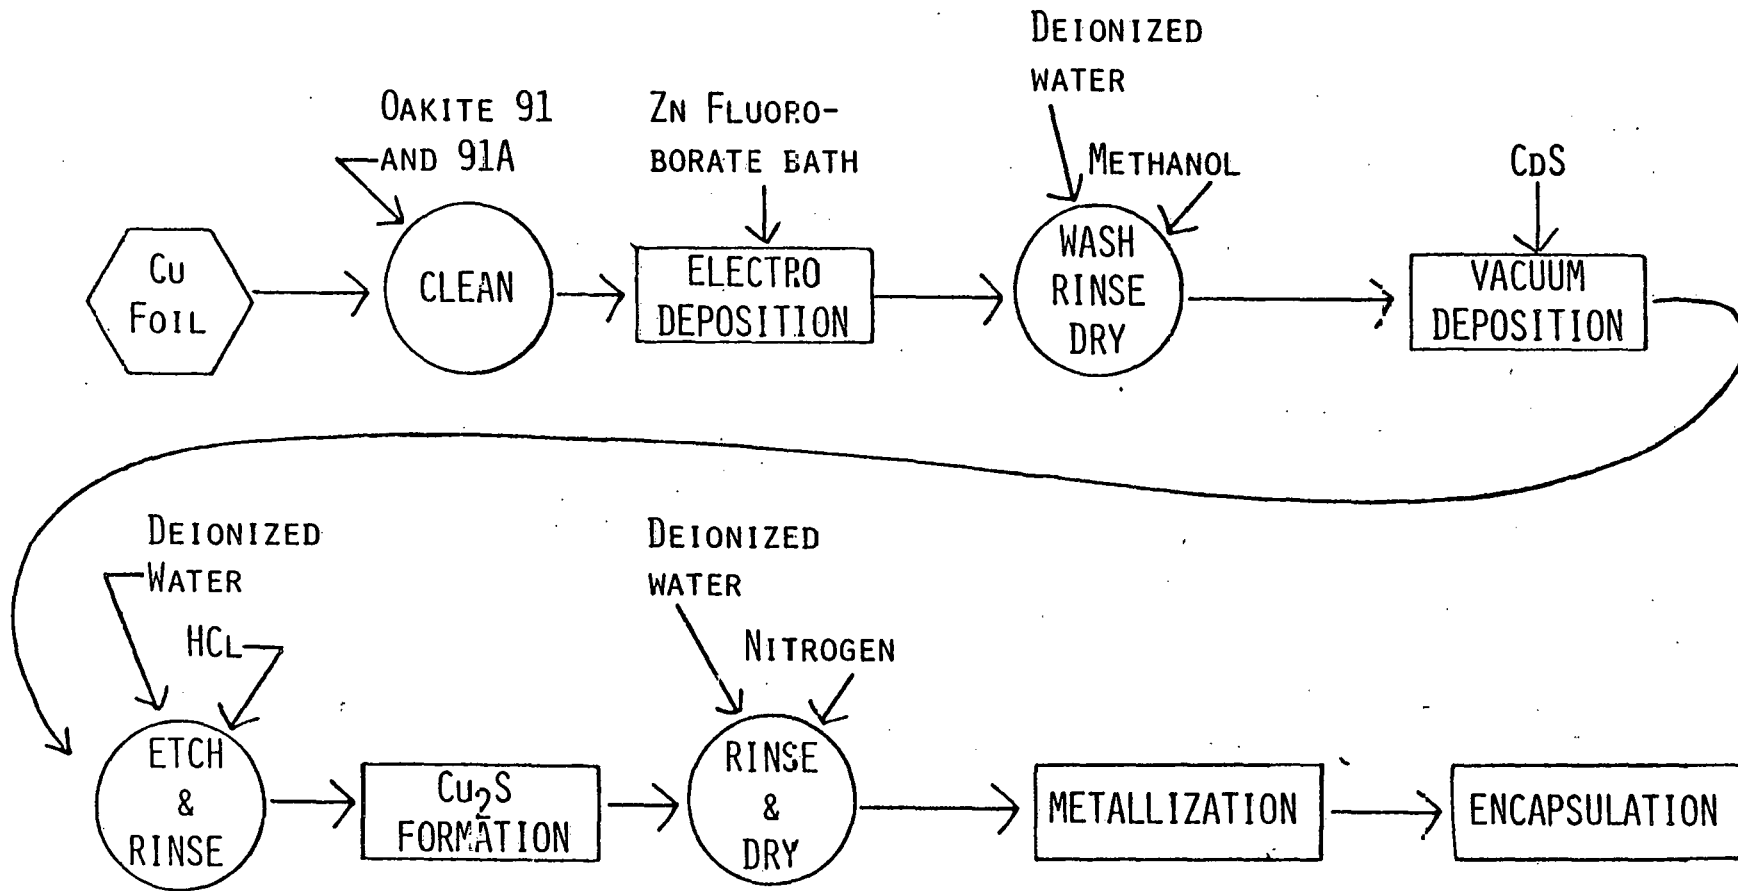 DEIONIZED
WATER
OAKITE 91
AND 91A
ZN FLUORO-
BORATE BATH
METHANOL
CDS
Cu
FOIL
CLEAN
ELECTRO
DEPOSITION
WASH
RINSE
DRY
VACUUM
DEPOSITION
DEIONIZED
WATER
HCL
DEIONIZED
WATER
NITROGEN
ETCH
&
RINSE
Cu₂S
FORMATION
RINSE
&
DRY
METALLIZATION
ENCAPSULATION